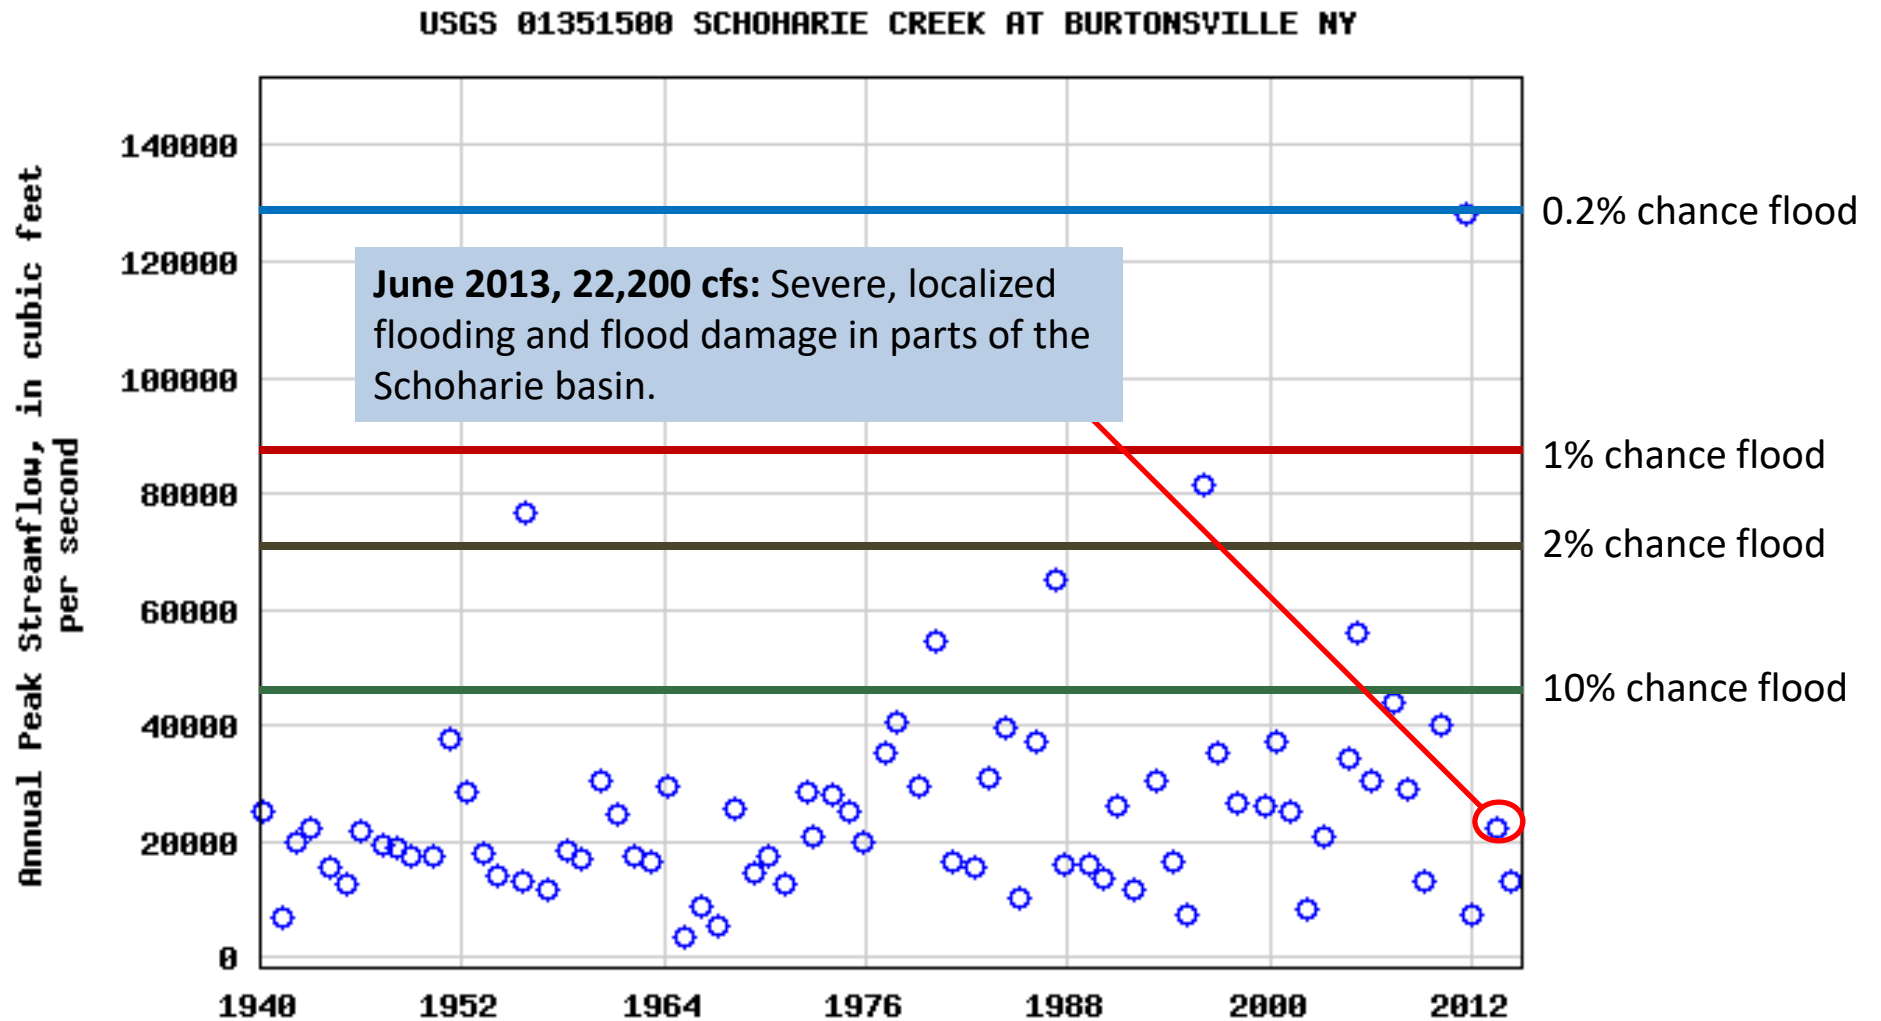 USGS 01351500 SCHOHARIE CREEK AT BURTONSVILLE NY
Annual Peak Streamflow, in cubic feet
per second
140000
120000
100000
80000
60000
40000
20000
0
June 2013, 22,200 cfs: Severe, localized
flooding and flood damage in parts of the
Schoharie basin.
0.2% chance flood
1% chance flood
2% chance flood
10% chance flood
1940 1952 1964 1976 1988 2000 2012